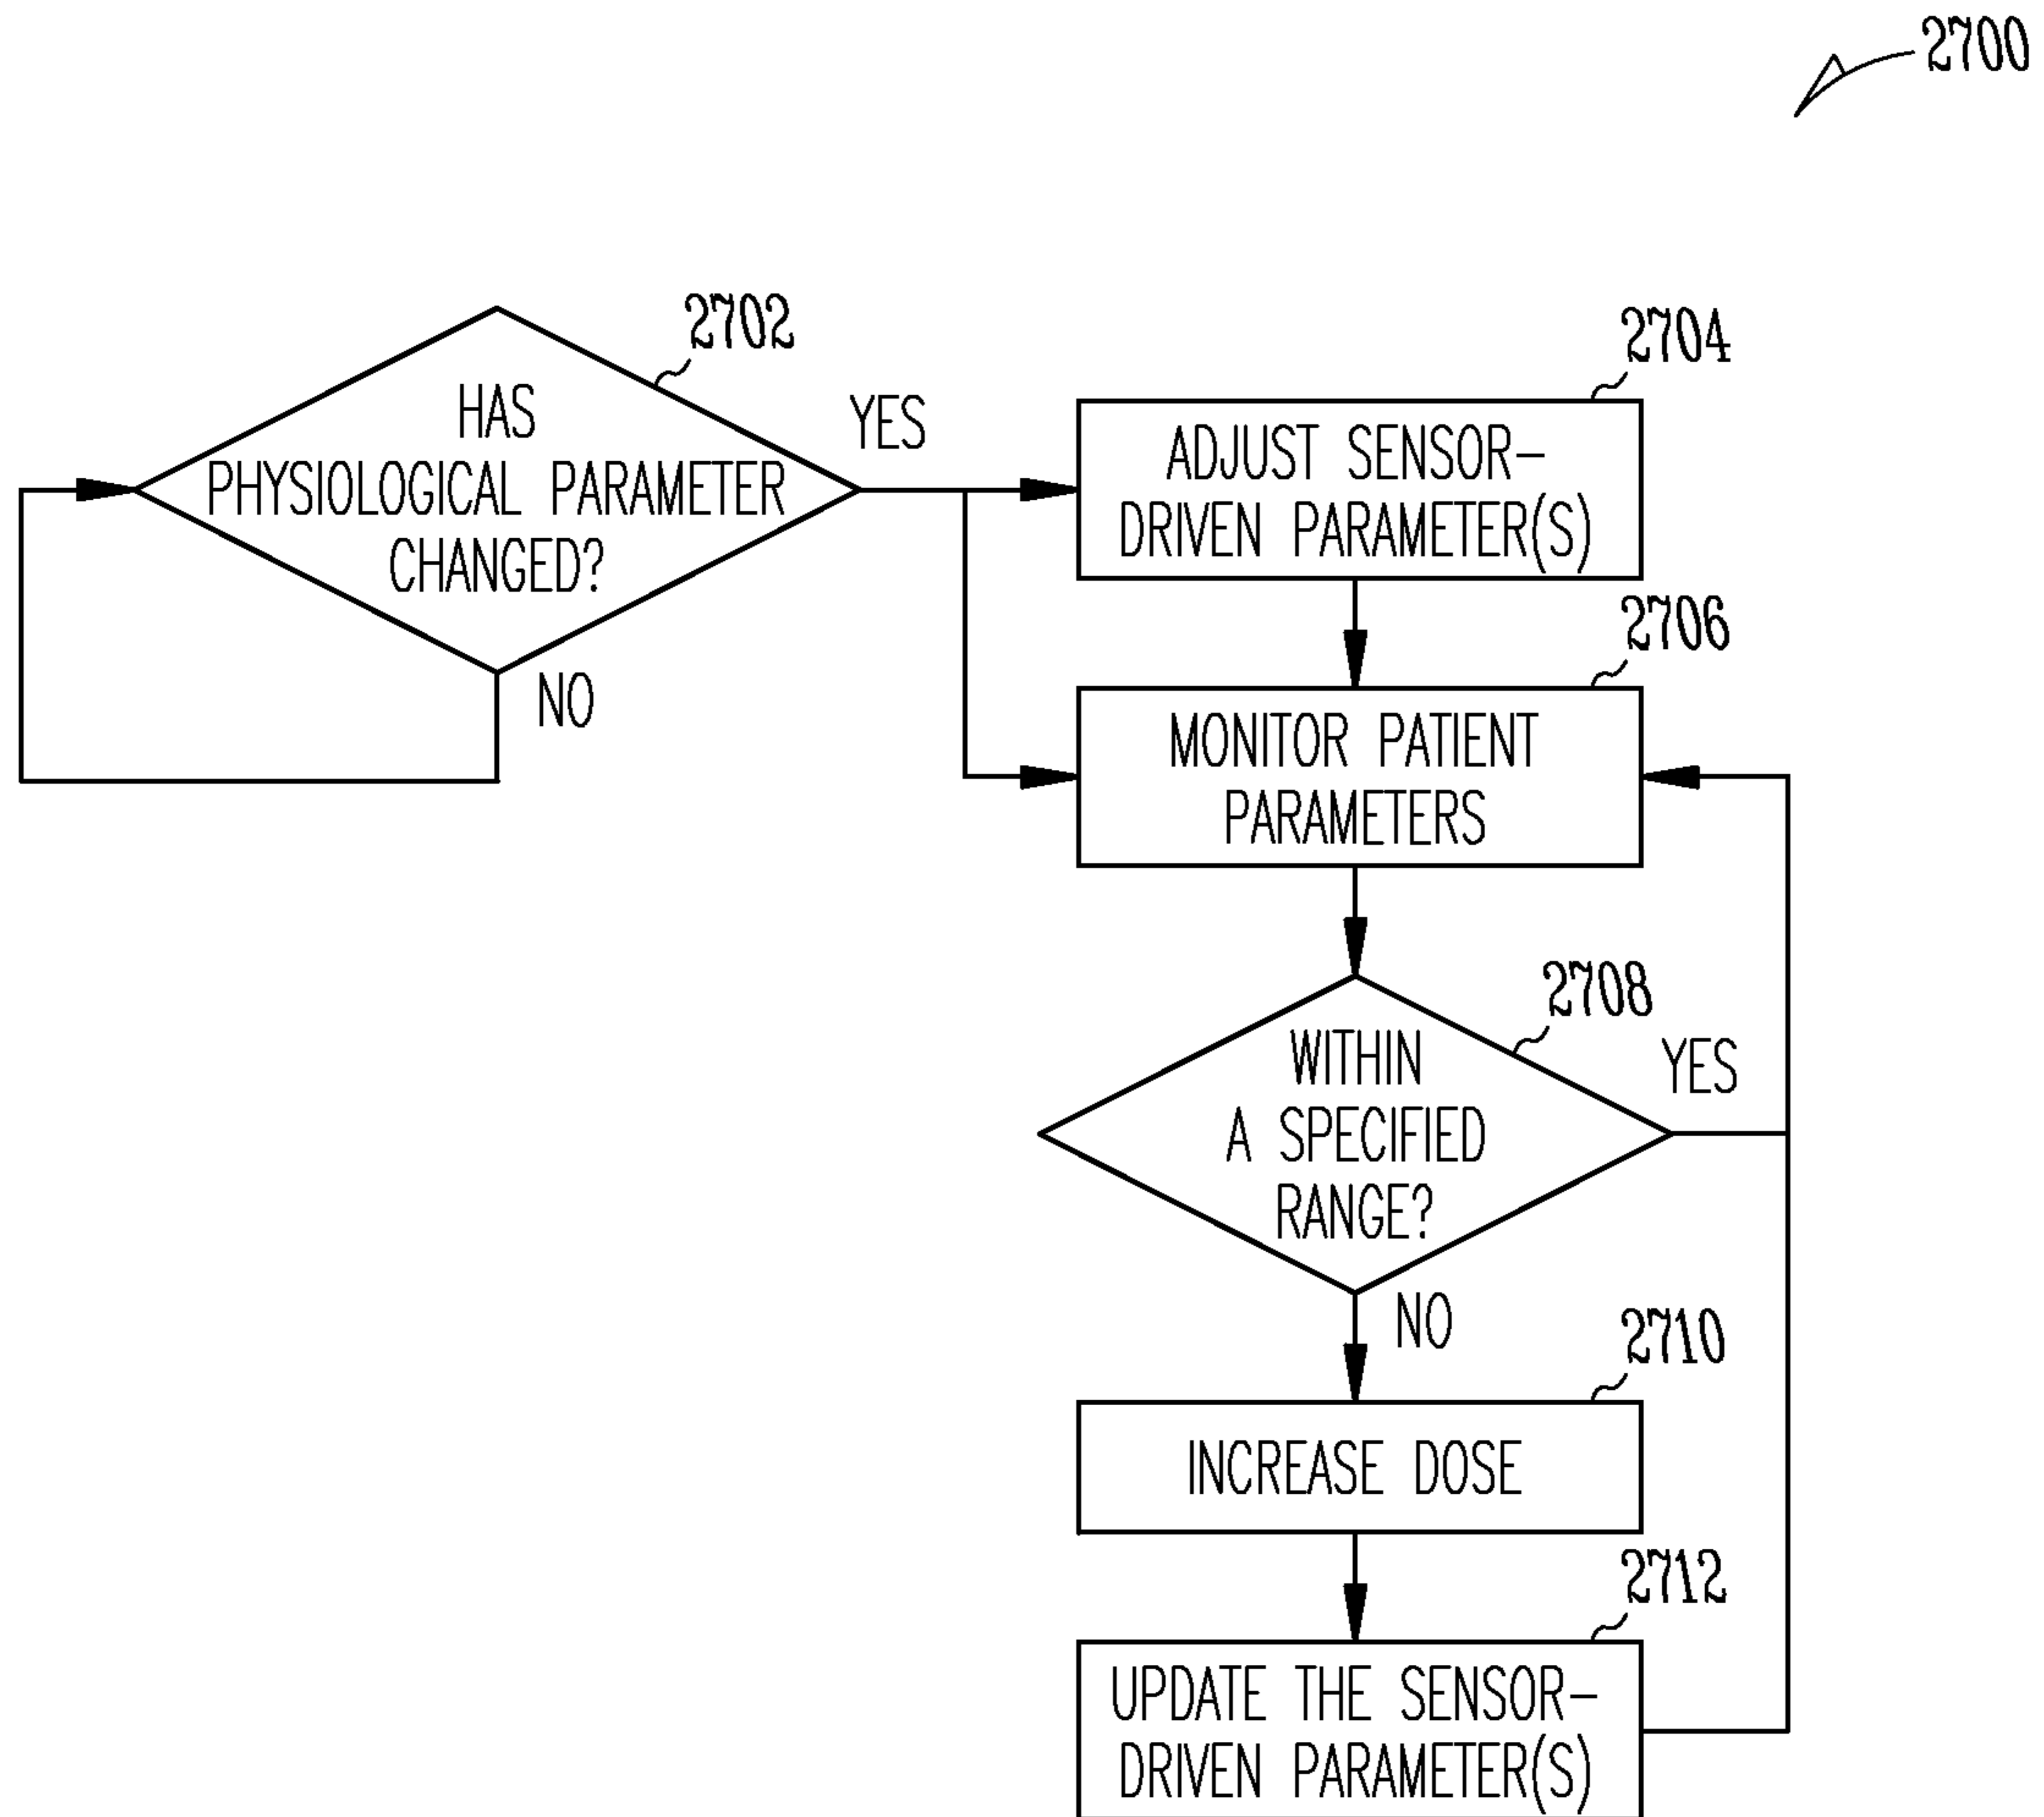 2700
2702
HAS
PHYSIOLOGICAL PARAMETER
CHANGED?
YES
NO
2704
ADJUST SENSOR-
DRIVEN PARAMETER(S)
2706
MONITOR PATIENT
PARAMETERS
2708
WITHIN
A SPECIFIED
RANGE?
YES
NO
2710
INCREASE DOSE
2712
UPDATE THE SENSOR-
DRIVEN PARAMETER(S)